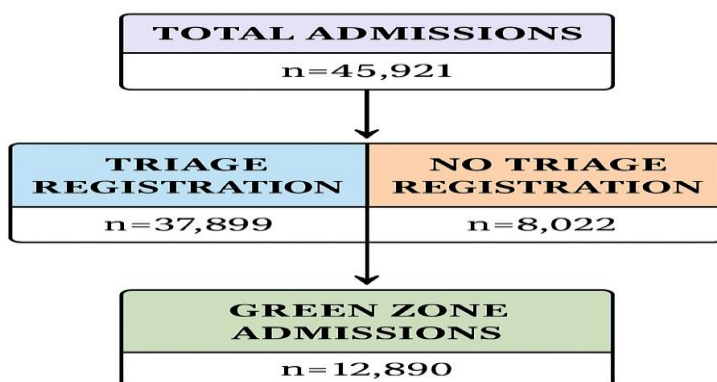 TOTAL ADMISSIONS
n=45,921
TRIAGE
REGISTRATION
n=37,899
NO TRIAGE
REGISTRATION
n=8,022
GREEN ZONE
ADMISSIONS
n=12,890